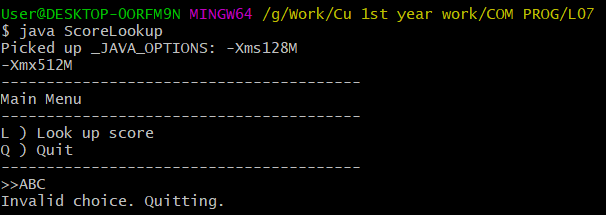 User@DESKTOP-OORFM9N MINGW64 /g/Work/Cu 1st year work/COM PROG/L07
$ java ScoreLookup
Picked up _JAVA_OPTIONS: -Xms128M
-Xmx512M
----------------------------------------
Main Menu
----------------------------------------
L ) Look up score
Q ) Quit
----------------------------------------
>>ABC
Invalid choice. Quitting.